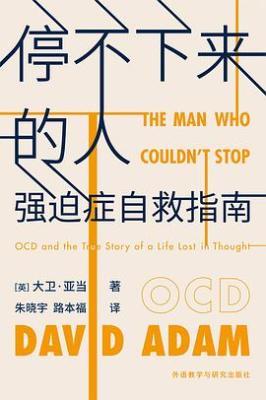 停不下来
的人
THE MAN WHO
COULDN'T STOP
强迫症自救指南
OCD and the True Story of a Life Lost in Thought
[英] 大卫·亚当 著
朱晓宇 路本福 译
OCD
DAVID ADAM
外语教学与研究出版社